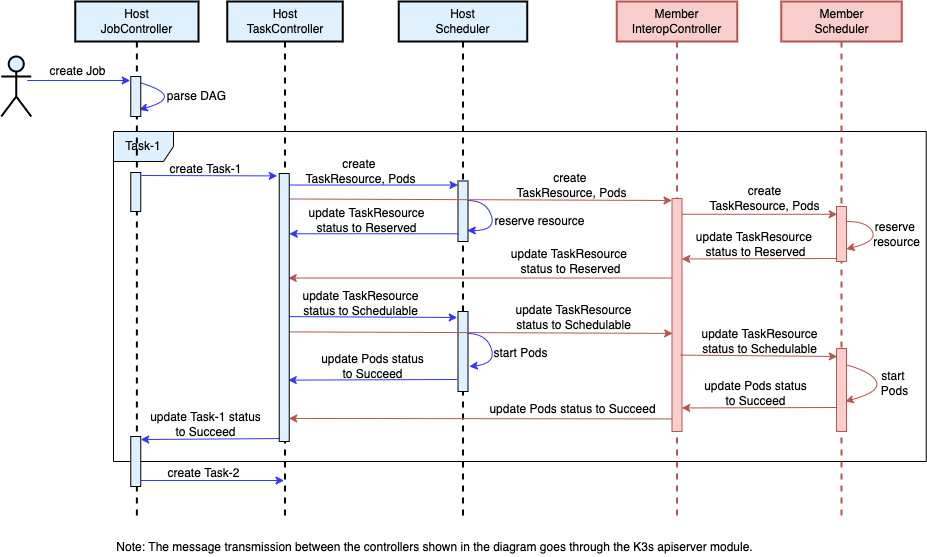 Host
JobController
Host
TaskController
Host
Scheduler
Member
InteropController
Member
Scheduler
create Job
parse DAG
Task-1
create Task-1
create
TaskResource, Pods
create
TaskResource, Pods
create
TaskResource, Pods
reserve resource
update TaskResource
status to Reserved
reserve
resource
update TaskResource
status to Reserved
update TaskResource
status to Reserved
update TaskResource
status to Schedulable
update TaskResource
status to Schedulable
update TaskResource
status to Schedulable
start Pods
update Pods status
to Succeed
start
Pods
update Pods status
to Succeed
update Pods status to Succeed
update Task-1 status
to Succeed
create Task-2
Note: The message transmission between the controllers shown in the diagram goes through the K3s apiserver module.